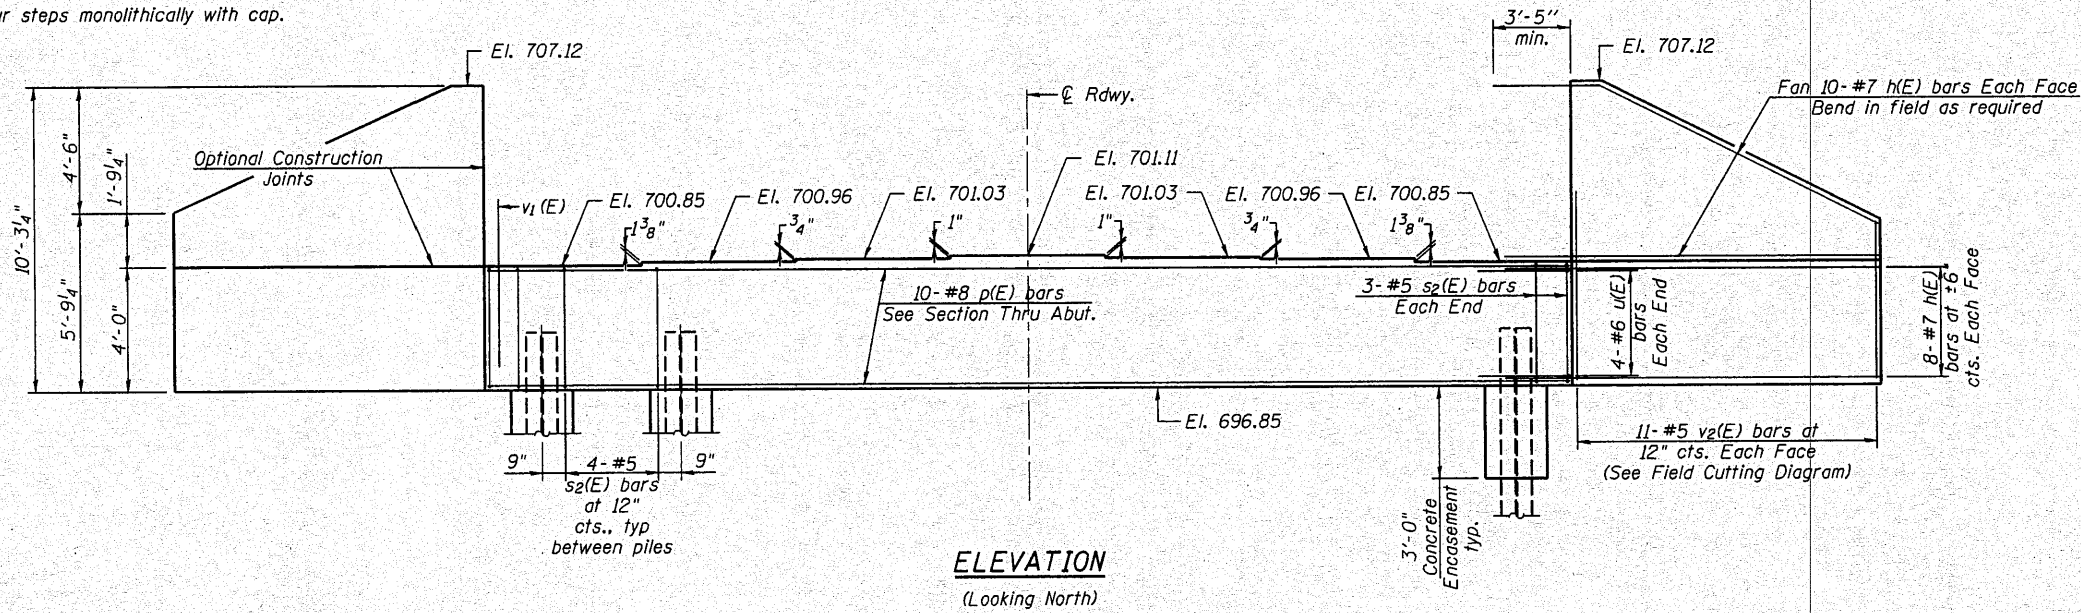 steps monolithically with cap.
El. 707.12
3'-5"
min.
El. 707.12
℄ Rdwy.
Fan 10-#7 h(E) bars Each Face
Bend in field as required
10'-3¼"
4'-6"
1'-9¼"
5'-9¼"
4'-0"
Optional Construction
Joints
v₁(E)
El. 700.85
El. 700.96
El. 701.03
El. 701.11
El. 701.03
El. 700.96
El. 700.85
1⅜"
¾"
1"
1"
¾"
1⅜"
10-#8 p(E) bars
See Section Thru Abut.
3-#5 s₂(E) bars
Each End
4-#6 u(E)
bars
Each End
8-#7 h(E)
bars at ±6"
cts. Each Face
El. 696.85
9"
4-#5
9"
s₂(E) bars
at 12"
cts., typ
between piles
3'-0"
Concrete
Encasement
typ.
11-#5 v₂(E) bars at
12" cts. Each Face
(See Field Cutting Diagram)
ELEVATION
(Looking North)